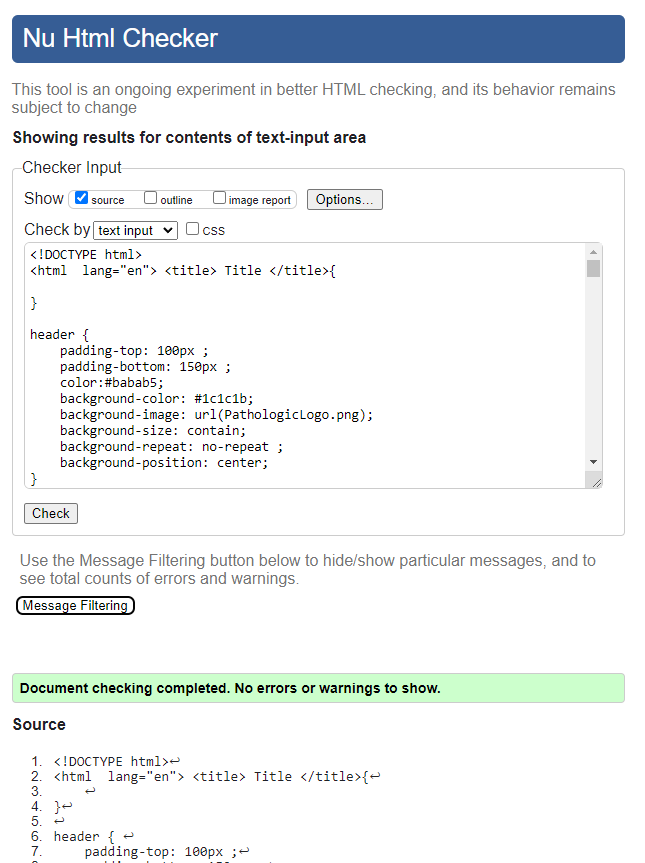 Nu Html Checker
This tool is an ongoing experiment in better HTML checking, and its behavior remains
subject to change
Showing results for contents of text-input area
Checker Input
Show source outline image report Options...
Check by text input css
<!DOCTYPE html>
<html  lang="en"> <title> Title </title>{
}
header {
    padding-top: 100px ;
    padding-bottom: 150px ;
    color:#babab5;
    background-color: #1c1c1b;
    background-image: url(PathologicLogo.png);
    background-size: contain;
    background-repeat: no-repeat ;
    background-position: center;
}
Check
Use the Message Filtering button below to hide/show particular messages, and to
see total counts of errors and warnings.
Message Filtering
Document checking completed. No errors or warnings to show.
Source
1. <!DOCTYPE html>↩
2. <html  lang="en"> <title> Title </title>{↩
3.     ↩
4. }↩
5. ↩
6. header { ↩
7.     padding-top: 100px ;↩